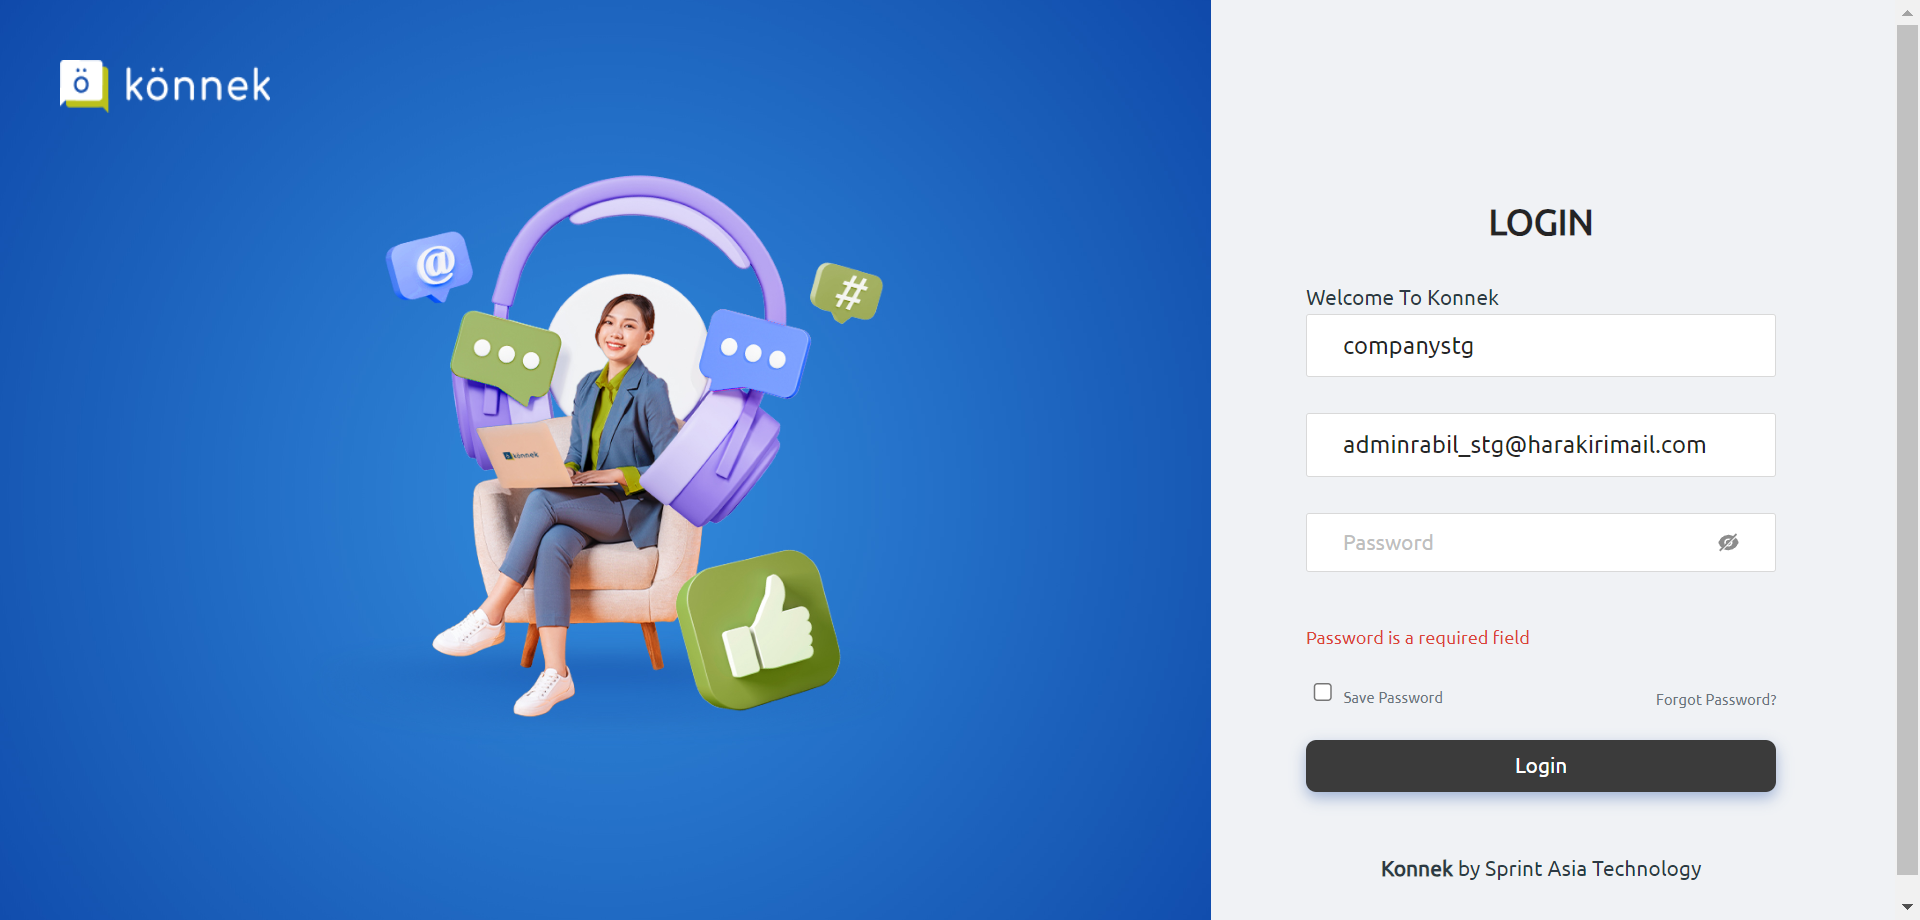 ö könnek
@
#
ö könnek
LOGIN
Welcome To Konnek
companystg
adminrabil_stg@harakirimail.com
Password
Password is a required field
Save Password
Forgot Password?
Login
Konnek by Sprint Asia Technology